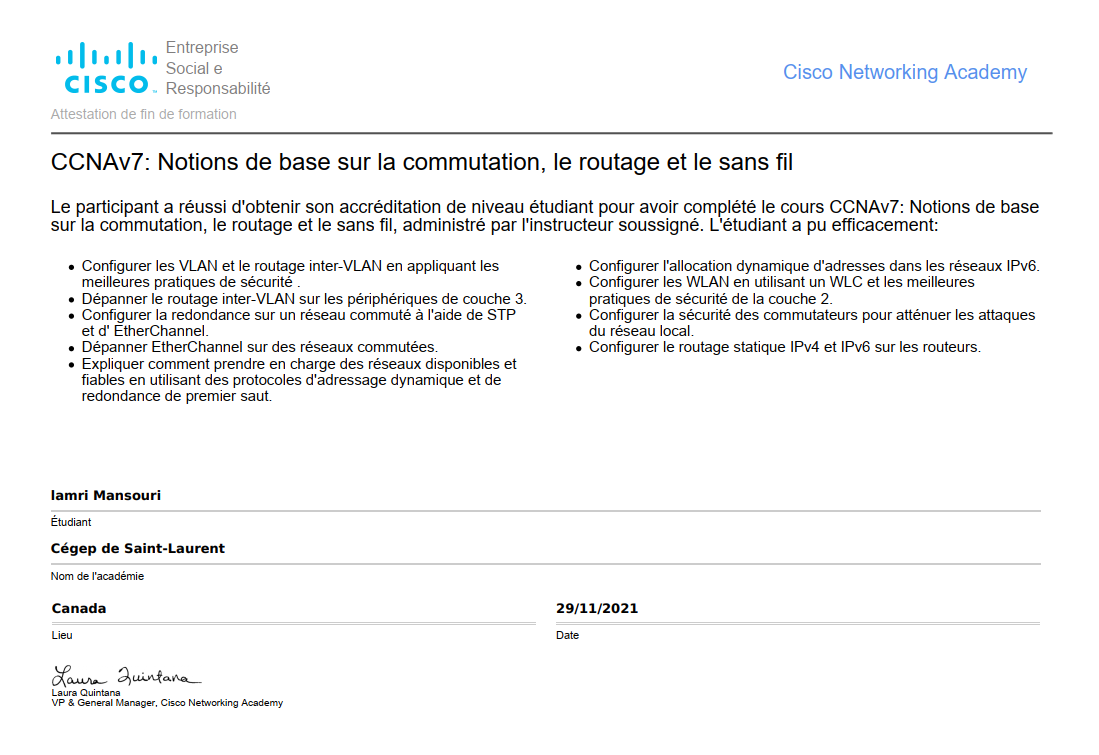 Entreprise
Social e
CISCO Responsabilité
Cisco Networking Academy
Attestation de fin de formation
CCNAv7: Notions de base sur la commutation, le routage et le sans fil
Le participant a réussi d'obtenir son accréditation de niveau étudiant pour avoir complété le cours CCNAv7: Notions de base
sur la commutation, le routage et le sans fil, administré par l'instructeur soussigné. L'étudiant a pu efficacement:
• Configurer les VLAN et le routage inter-VLAN en appliquant les
meilleures pratiques de sécurité .
• Dépanner le routage inter-VLAN sur les périphériques de couche 3.
• Configurer la redondance sur un réseau commuté à l'aide de STP
et d' EtherChannel.
• Dépanner EtherChannel sur des réseaux commutées.
• Expliquer comment prendre en charge des réseaux disponibles et
fiables en utilisant des protocoles d'adressage dynamique et de
redondance de premier saut.
• Configurer l'allocation dynamique d'adresses dans les réseaux IPv6.
• Configurer les WLAN en utilisant un WLC et les meilleures
pratiques de sécurité de la couche 2.
• Configurer la sécurité des commutateurs pour atténuer les attaques
du réseau local.
• Configurer le routage statique IPv4 et IPv6 sur les routeurs.
lamri Mansouri
Étudiant
Cégep de Saint-Laurent
Nom de l'académie
Canada
Lieu
29/11/2021
Date
Laura Quintana
Laura Quintana
VP & General Manager, Cisco Networking Academy